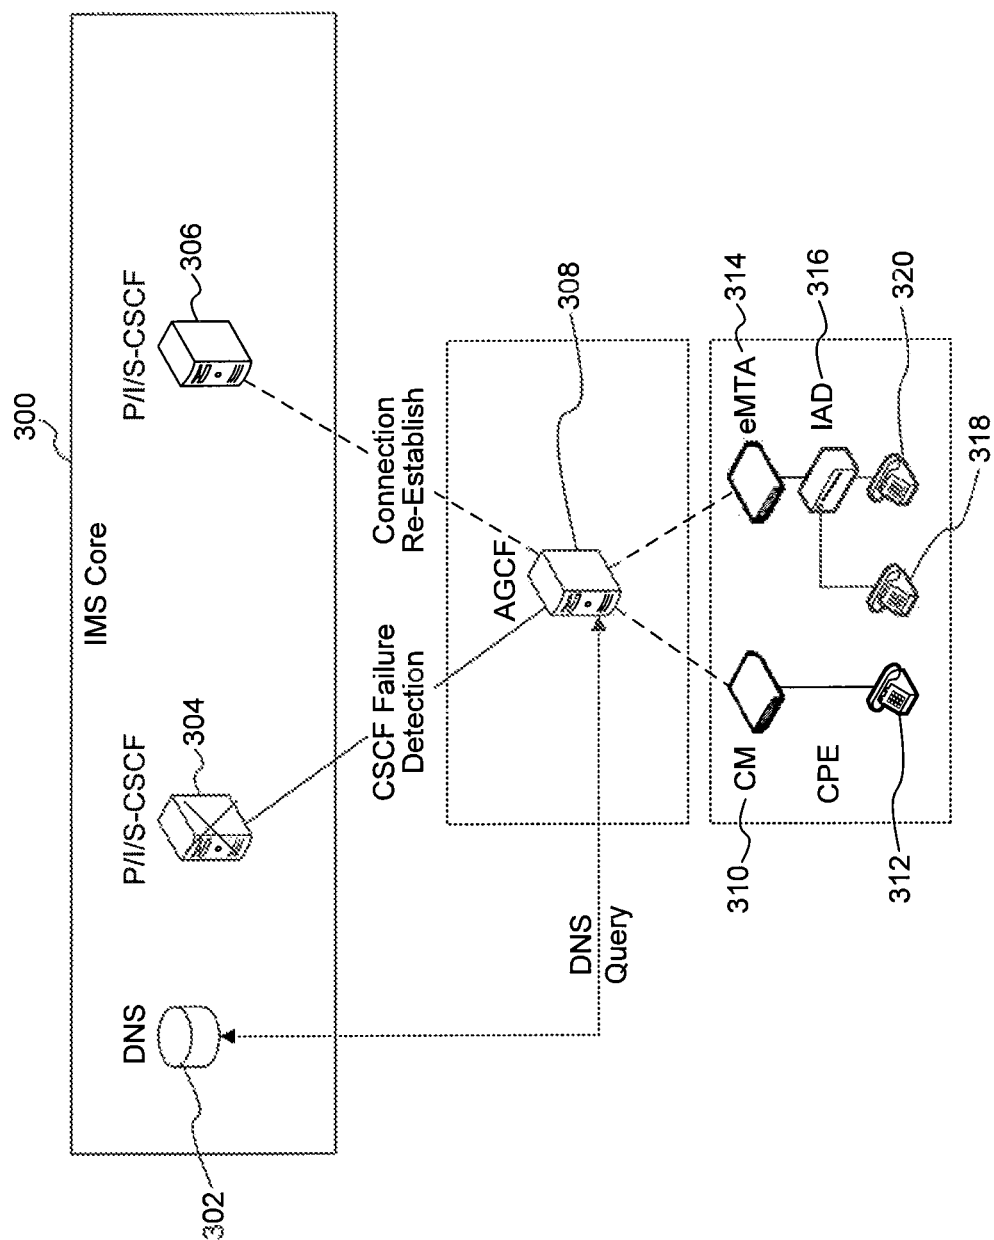 300
IMS Core
DNS
302
P/I/S-CSCF
304
P/I/S-CSCF
306
CSCF Failure
Detection
Connection
Re-Establish
DNS
Query
AGCF
308
310
CM
CPE
312
eMTA
314
IAD
316
318
320